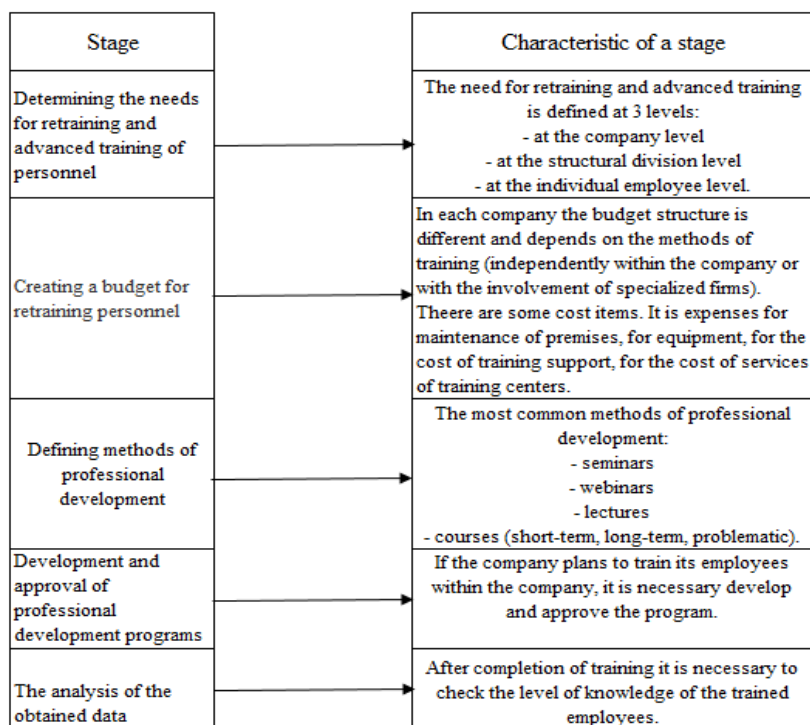 Stage
Characteristic of a stage
Determining the needs
for retraining and
advanced training of
personnel
The need for retraining and advanced training
is defined at 3 levels:
- at the company level
- at the structural division level
- at the individual employee level.
Creating a budget for
retraining personnel
In each company the budget structure is
different and depends on the methods of
training (independently within the company or
with the involvement of specialized firms).
Theere are some cost items. It is expenses for
maintenance of premises, for equipment, for the
cost of training support, for the cost of services
of training centers.
Defining methods of
professional
development
The most common methods of professional
development:
- seminars
- webinars
- lectures
- courses (short-term, long-term, problematic).
Development and
approval of
professional
development programs
If the company plans to train its employees
within the company, it is necessary develop
and approve the program.
The analysis of the
obtained data
After completion of training it is necessary to
check the level of knowledge of the trained
employees.